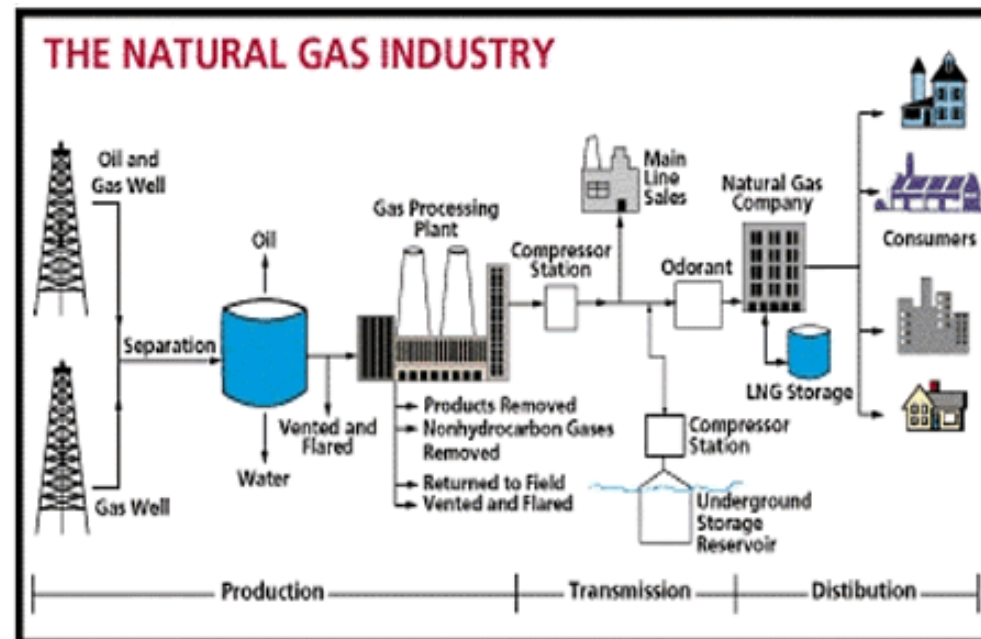 THE NATURAL GAS INDUSTRY
Oil and
Gas Well
Gas Well
Separation
Oil
Water
Vented and
Flared
Gas Processing
Plant
Products Removed
Nonhydrocarbon Gases
Removed
Returned to Field
Vented and Flared
Compressor
Station
Main
Line
Sales
Odorant
Compressor
Station
Underground
Storage
Reservoir
Natural Gas
Company
LNG Storage
Consumers
Production
Transmission
Distibution